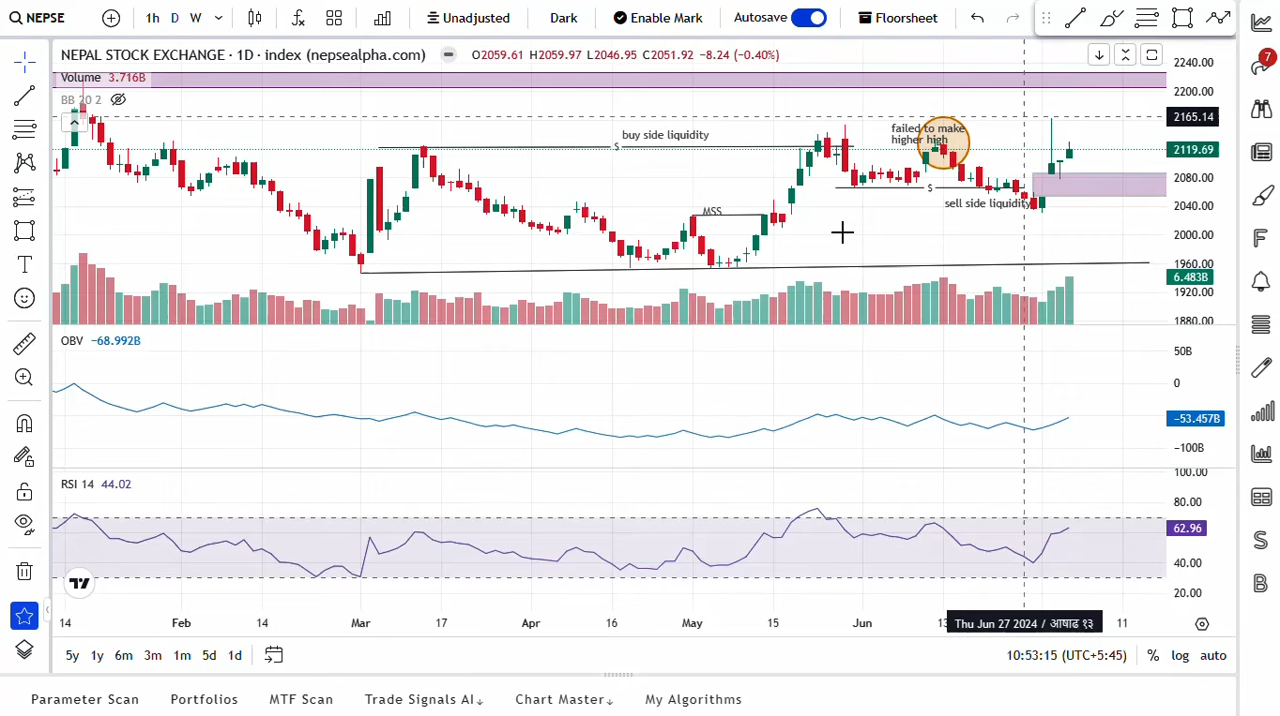 NEPSE 1h D W Unadjusted Dark Enable Mark Autosave Floorsheet
NEPAL STOCK EXCHANGE · 1D · index (nepsealpha.com) O2059.61 H2059.97 L2046.95 C2051.92 −8.24 (−0.40%)
Volume 3.716B
BB 20 2
buy side liquidity
$
failed to make
higher high
$
sell side liquidity
MSS
2240.00
2200.00
2165.14
2119.69
2080.00
2040.00
2000.00
1960.00
6.483B
1920.00
1880.00
OBV −68.992B
50B
0
−53.457B
−100B
RSI 14 44.02
100.00
80.00
62.96
40.00
20.00
14 Feb 14 Mar 17 Apr 15 May 15 Jun 13 Thu Jun 27 2024 / आषाढ १३ 11
5y 1y 6m 3m 1m 5d 1d 10:53:15 (UTC+5:45) % log auto
Parameter Scan Portfolios MTF Scan Trade Signals AI↓ Chart Master↓ My Algorithms
7
F
S
B